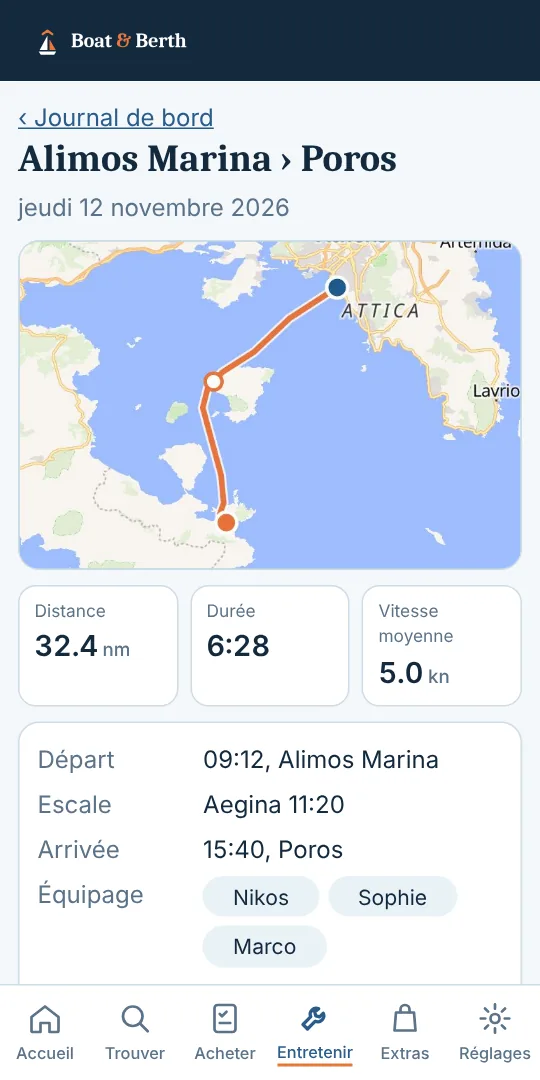 Boat & Berth
‹ Journal de bord
Alimos Marina › Poros
jeudi 12 novembre 2026
Artemida
ATTICA
Lavrio
Distance
32.4 nm
Durée
6:28
Vitesse
moyenne
5.0 kn
Départ
09:12, Alimos Marina
Escale
Aegina 11:20
Arrivée
15:40, Poros
Équipage
Nikos
Sophie
Marco
Accueil
Trouver
Acheter
Entretenir
Extras
Réglages